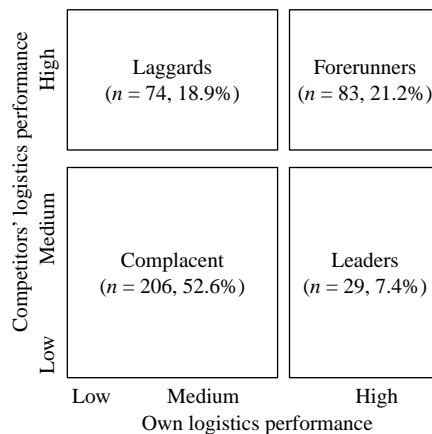 Competitors' logistics performance
High
Medium
Low
Laggards
(n = 74, 18.9%)
Forerunners
(n = 83, 21.2%)
Complacent
(n = 206, 52.6%)
Leaders
(n = 29, 7.4%)
Low Medium High
Own logistics performance